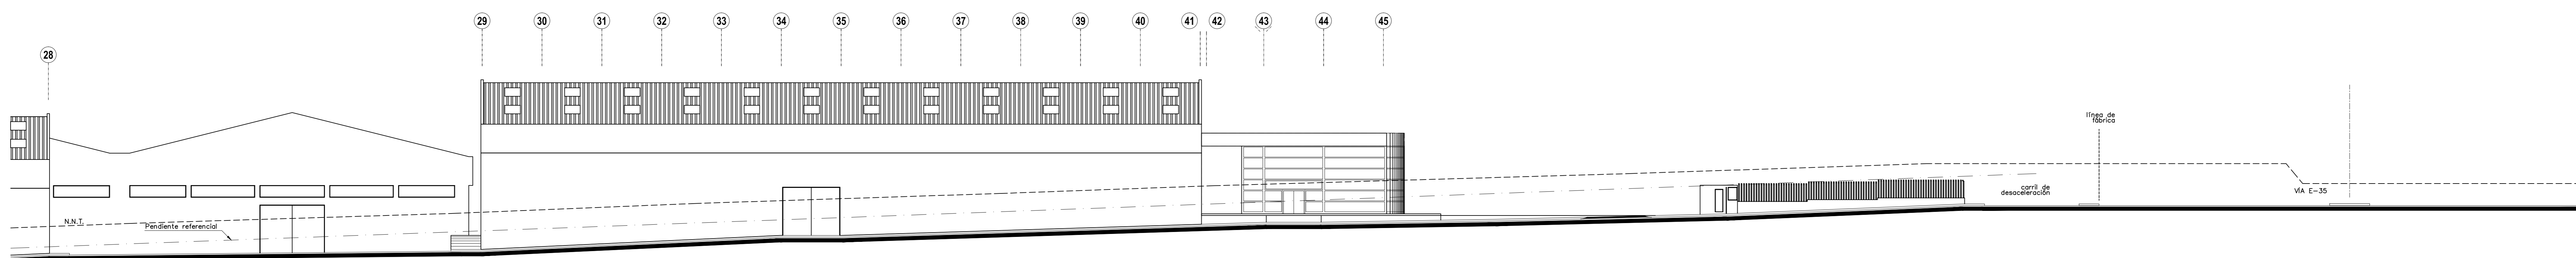 29 30 31 32 33 34 35 36 37 38 39 40 41 42 43 44 45
28
línea de
fábrica
carril de
desaceleración
VÍA E-35
N.N.T.
Pendiente referencial